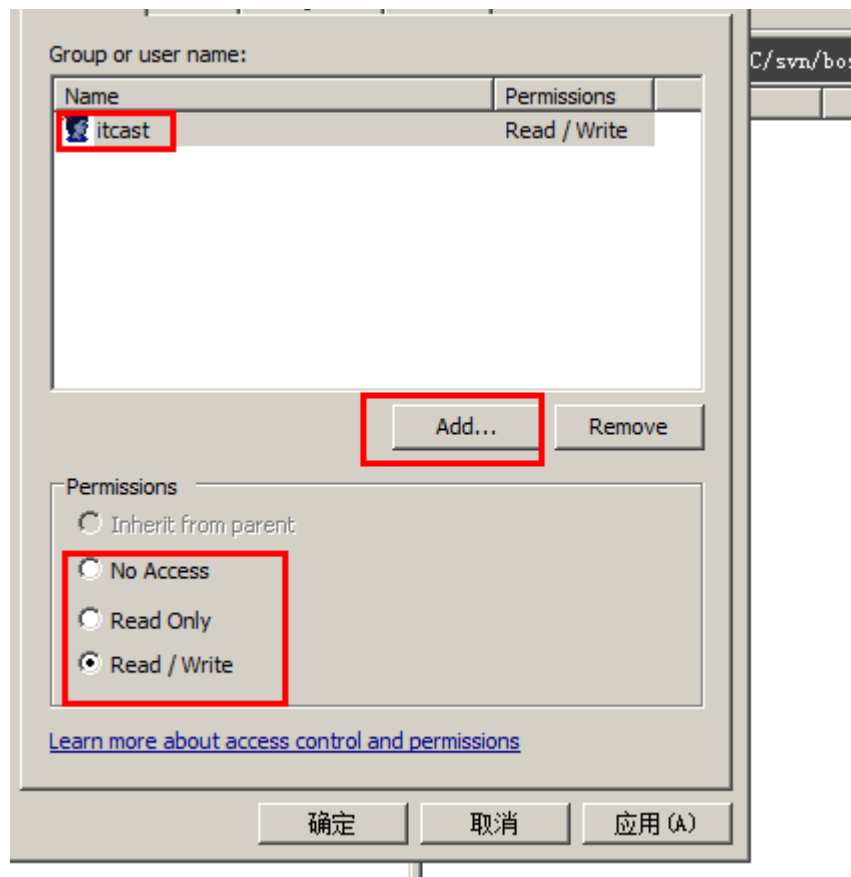 Group or user name:
C/svn/bos
Name Permissions
itcast Read / Write
Add... Remove
Permissions
Inherit from parent
No Access
Read Only
Read / Write
Learn more about access control and permissions
确定 取消 应用(A)